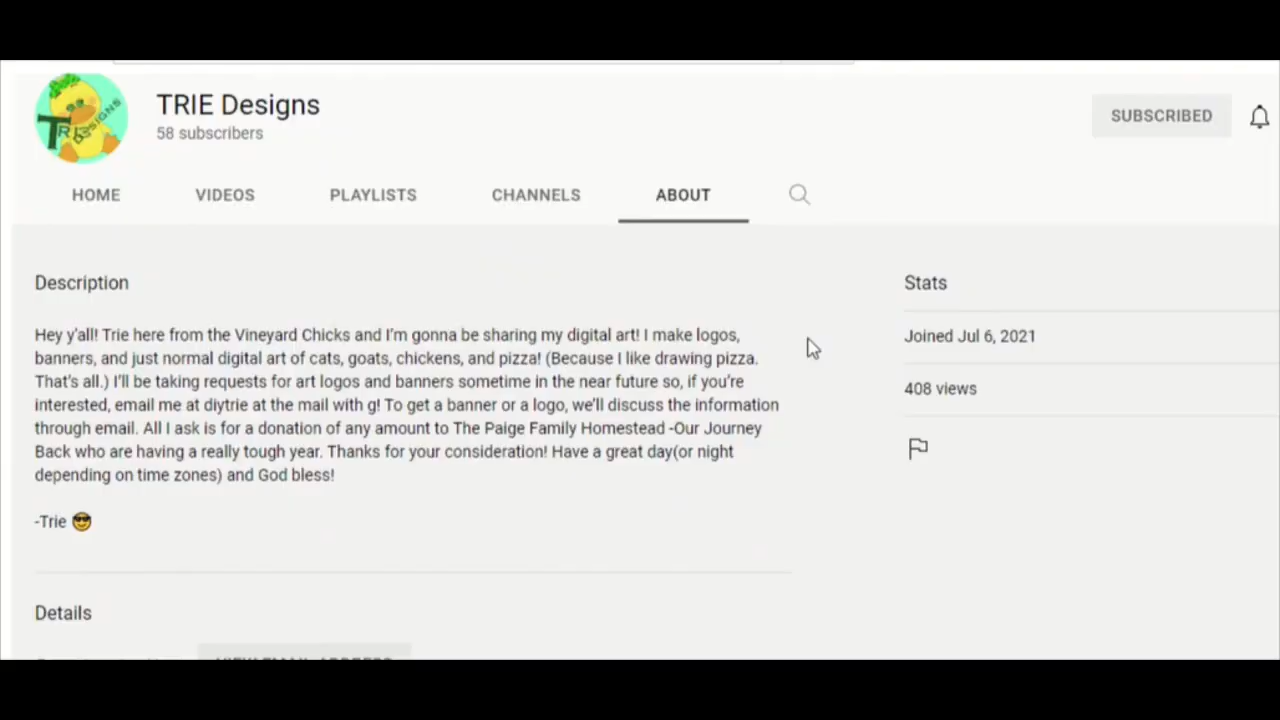 TRIE DESIGNS
TRIE Designs
58 subscribers
SUBSCRIBED
HOME VIDEOS PLAYLISTS CHANNELS ABOUT
Description
Hey y'all! Trie here from the Vineyard Chicks and I'm gonna be sharing my digital art! I make logos,
banners, and just normal digital art of cats, goats, chickens, and pizza! (Because I like drawing pizza.
That's all.) I'll be taking requests for art logos and banners sometime in the near future so, if you're
interested, email me at diytrie at the mail with g! To get a banner or a logo, we'll discuss the information
through email. All I ask is for a donation of any amount to The Paige Family Homestead -Our Journey
Back who are having a really tough year. Thanks for your consideration! Have a great day(or night
depending on time zones) and God bless!
-Trie 😎
Stats
Joined Jul 6, 2021
408 views
Details